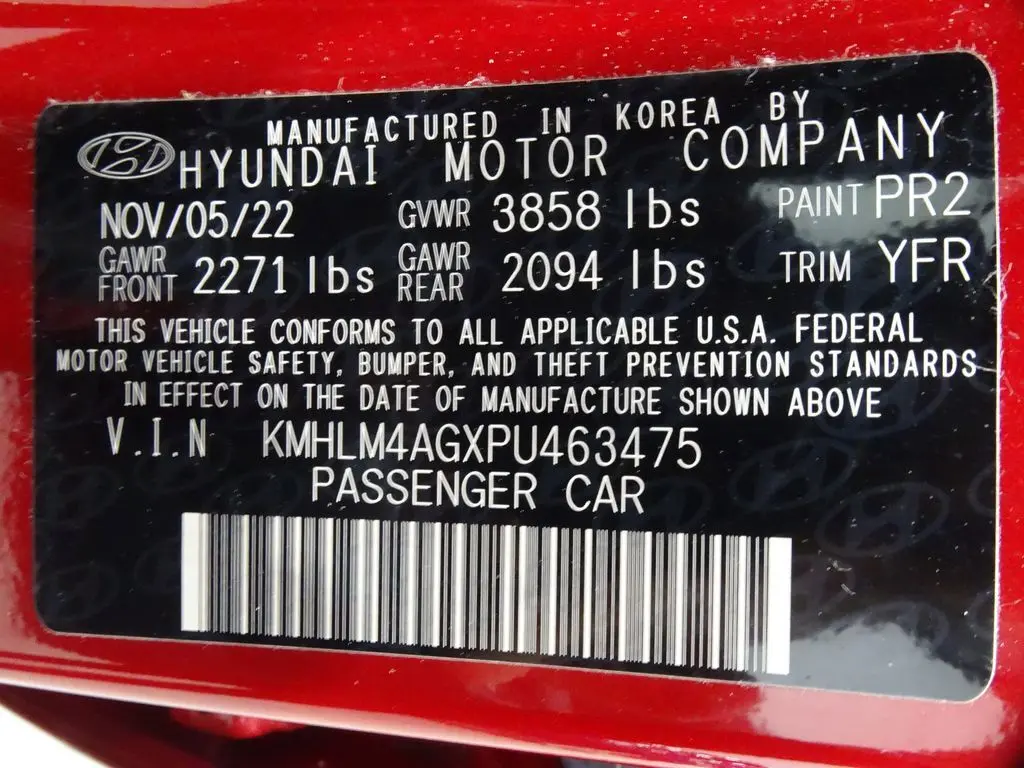 MANUFACTURED IN KOREA BY
HYUNDAI MOTOR COMPANY
NOV/05/22 GVWR 3858 lbs PAINT PR2
GAWR FRONT 2271 lbs GAWR REAR 2094 lbs TRIM YFR
THIS VEHICLE CONFORMS TO ALL APPLICABLE U.S.A. FEDERAL
MOTOR VEHICLE SAFETY, BUMPER, AND THEFT PREVENTION STANDARDS
IN EFFECT ON THE DATE OF MANUFACTURE SHOWN ABOVE
V.I.N KMHLM4AGXPU463475
PASSENGER CAR